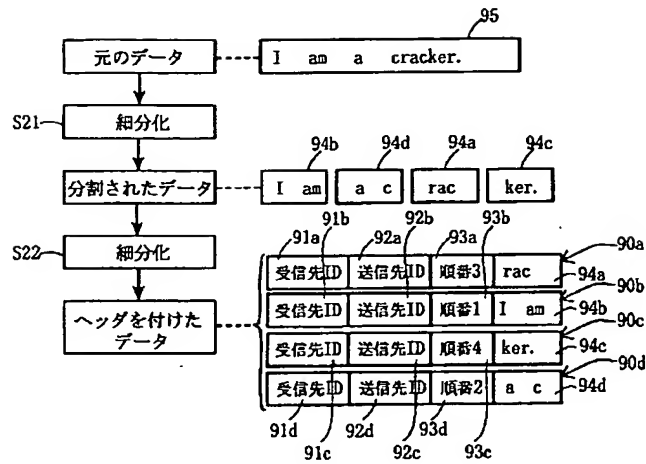 95
元のデータ
I am a cracker.
S21
細分化
94b 94d 94a 94c
分割されたデータ
I am
a c
rac
ker.
91b 92b 93b
S22
細分化
91a 92a 93a
90a
受信先ID 送信先ID 順番3 rac
94a
90b
ヘッダを付けた
データ
受信先ID 送信先ID 順番1 I am
94b
90c
受信先ID 送信先ID 順番4 ker.
94c
90d
受信先ID 送信先ID 順番2 a c
94d
91d 92d 93d
91c 92c 93c